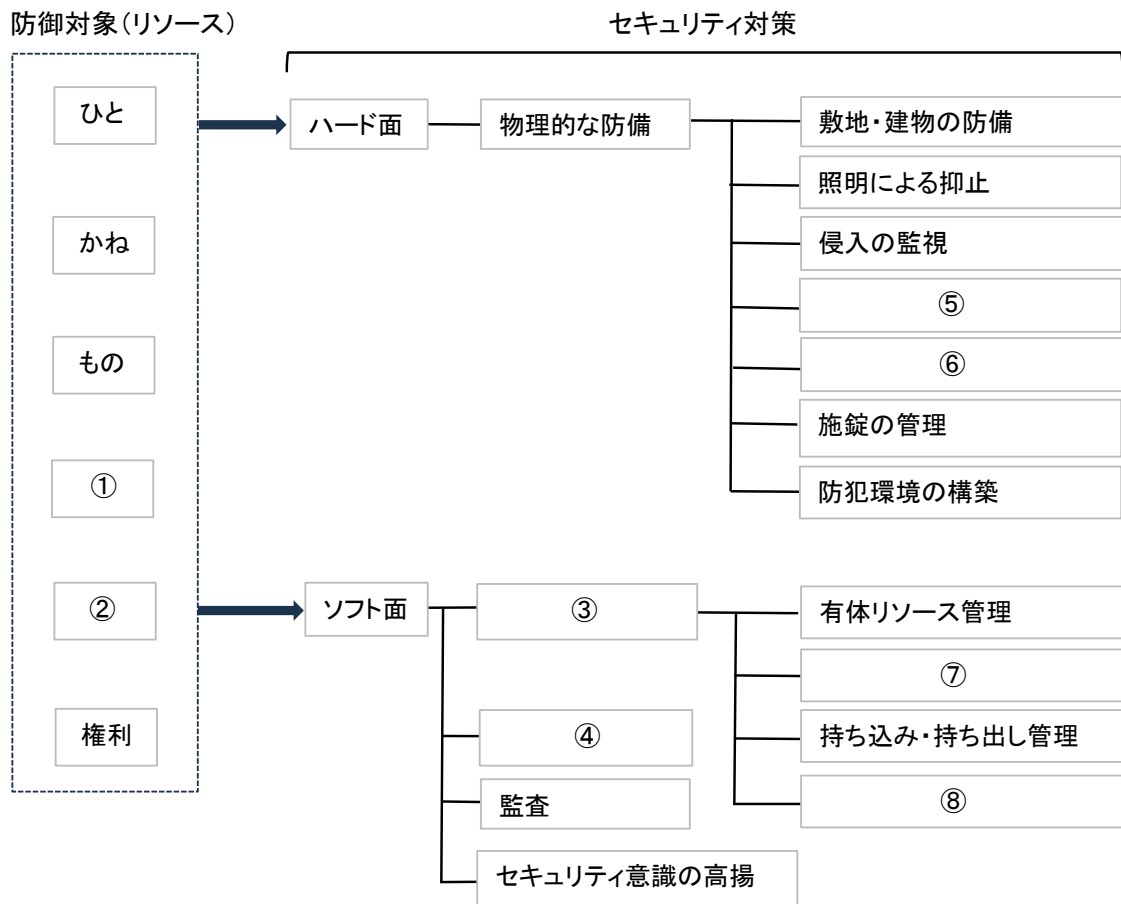 防御対象(リソース)
セキュリティ対策
ひと
かね
もの
①
②
権利
ハード面
物理的な防備
敷地・建物の防備
照明による抑止
侵入の監視
⑤
⑥
施錠の管理
防犯環境の構築
ソフト面
③
④
監査
セキュリティ意識の高揚
有体リソース管理
⑦
持ち込み・持ち出し管理
⑧